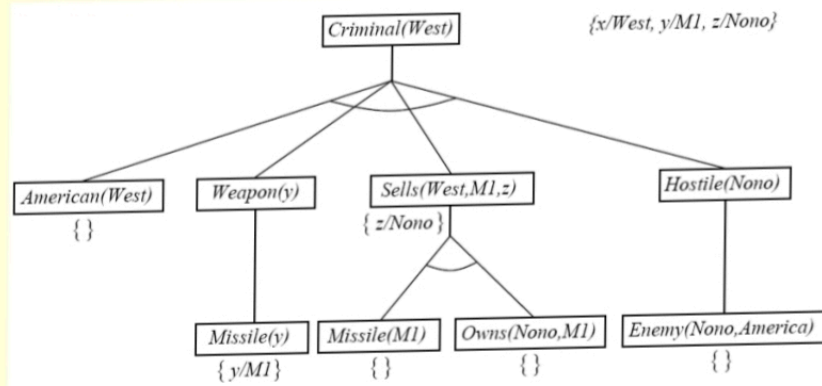 Criminal(West)
{x/West, y/M1, z/Nono}
American(West)
Weapon(y)
Sells(West,M1,z)
Hostile(Nono)
{ }
{ z/Nono }
Missile(y)
Missile(M1)
Owns(Nono,M1)
Enemy(Nono,America)
{ y/M1}
{ }
{ }
{ }